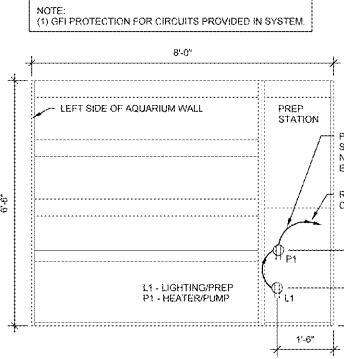 NOTE:
(1) GFI PROTECTION FOR CIRCUITS PROVIDED IN SYSTEM.
8'-0"
LEFT SIDE OF AQUARIUM WALL
PREP
STATION
P
S
N
E
R
C
6'-6"
P1
L1 - LIGHTING/PREP
P1 - HEATER/PUMP
L1
1'-6"